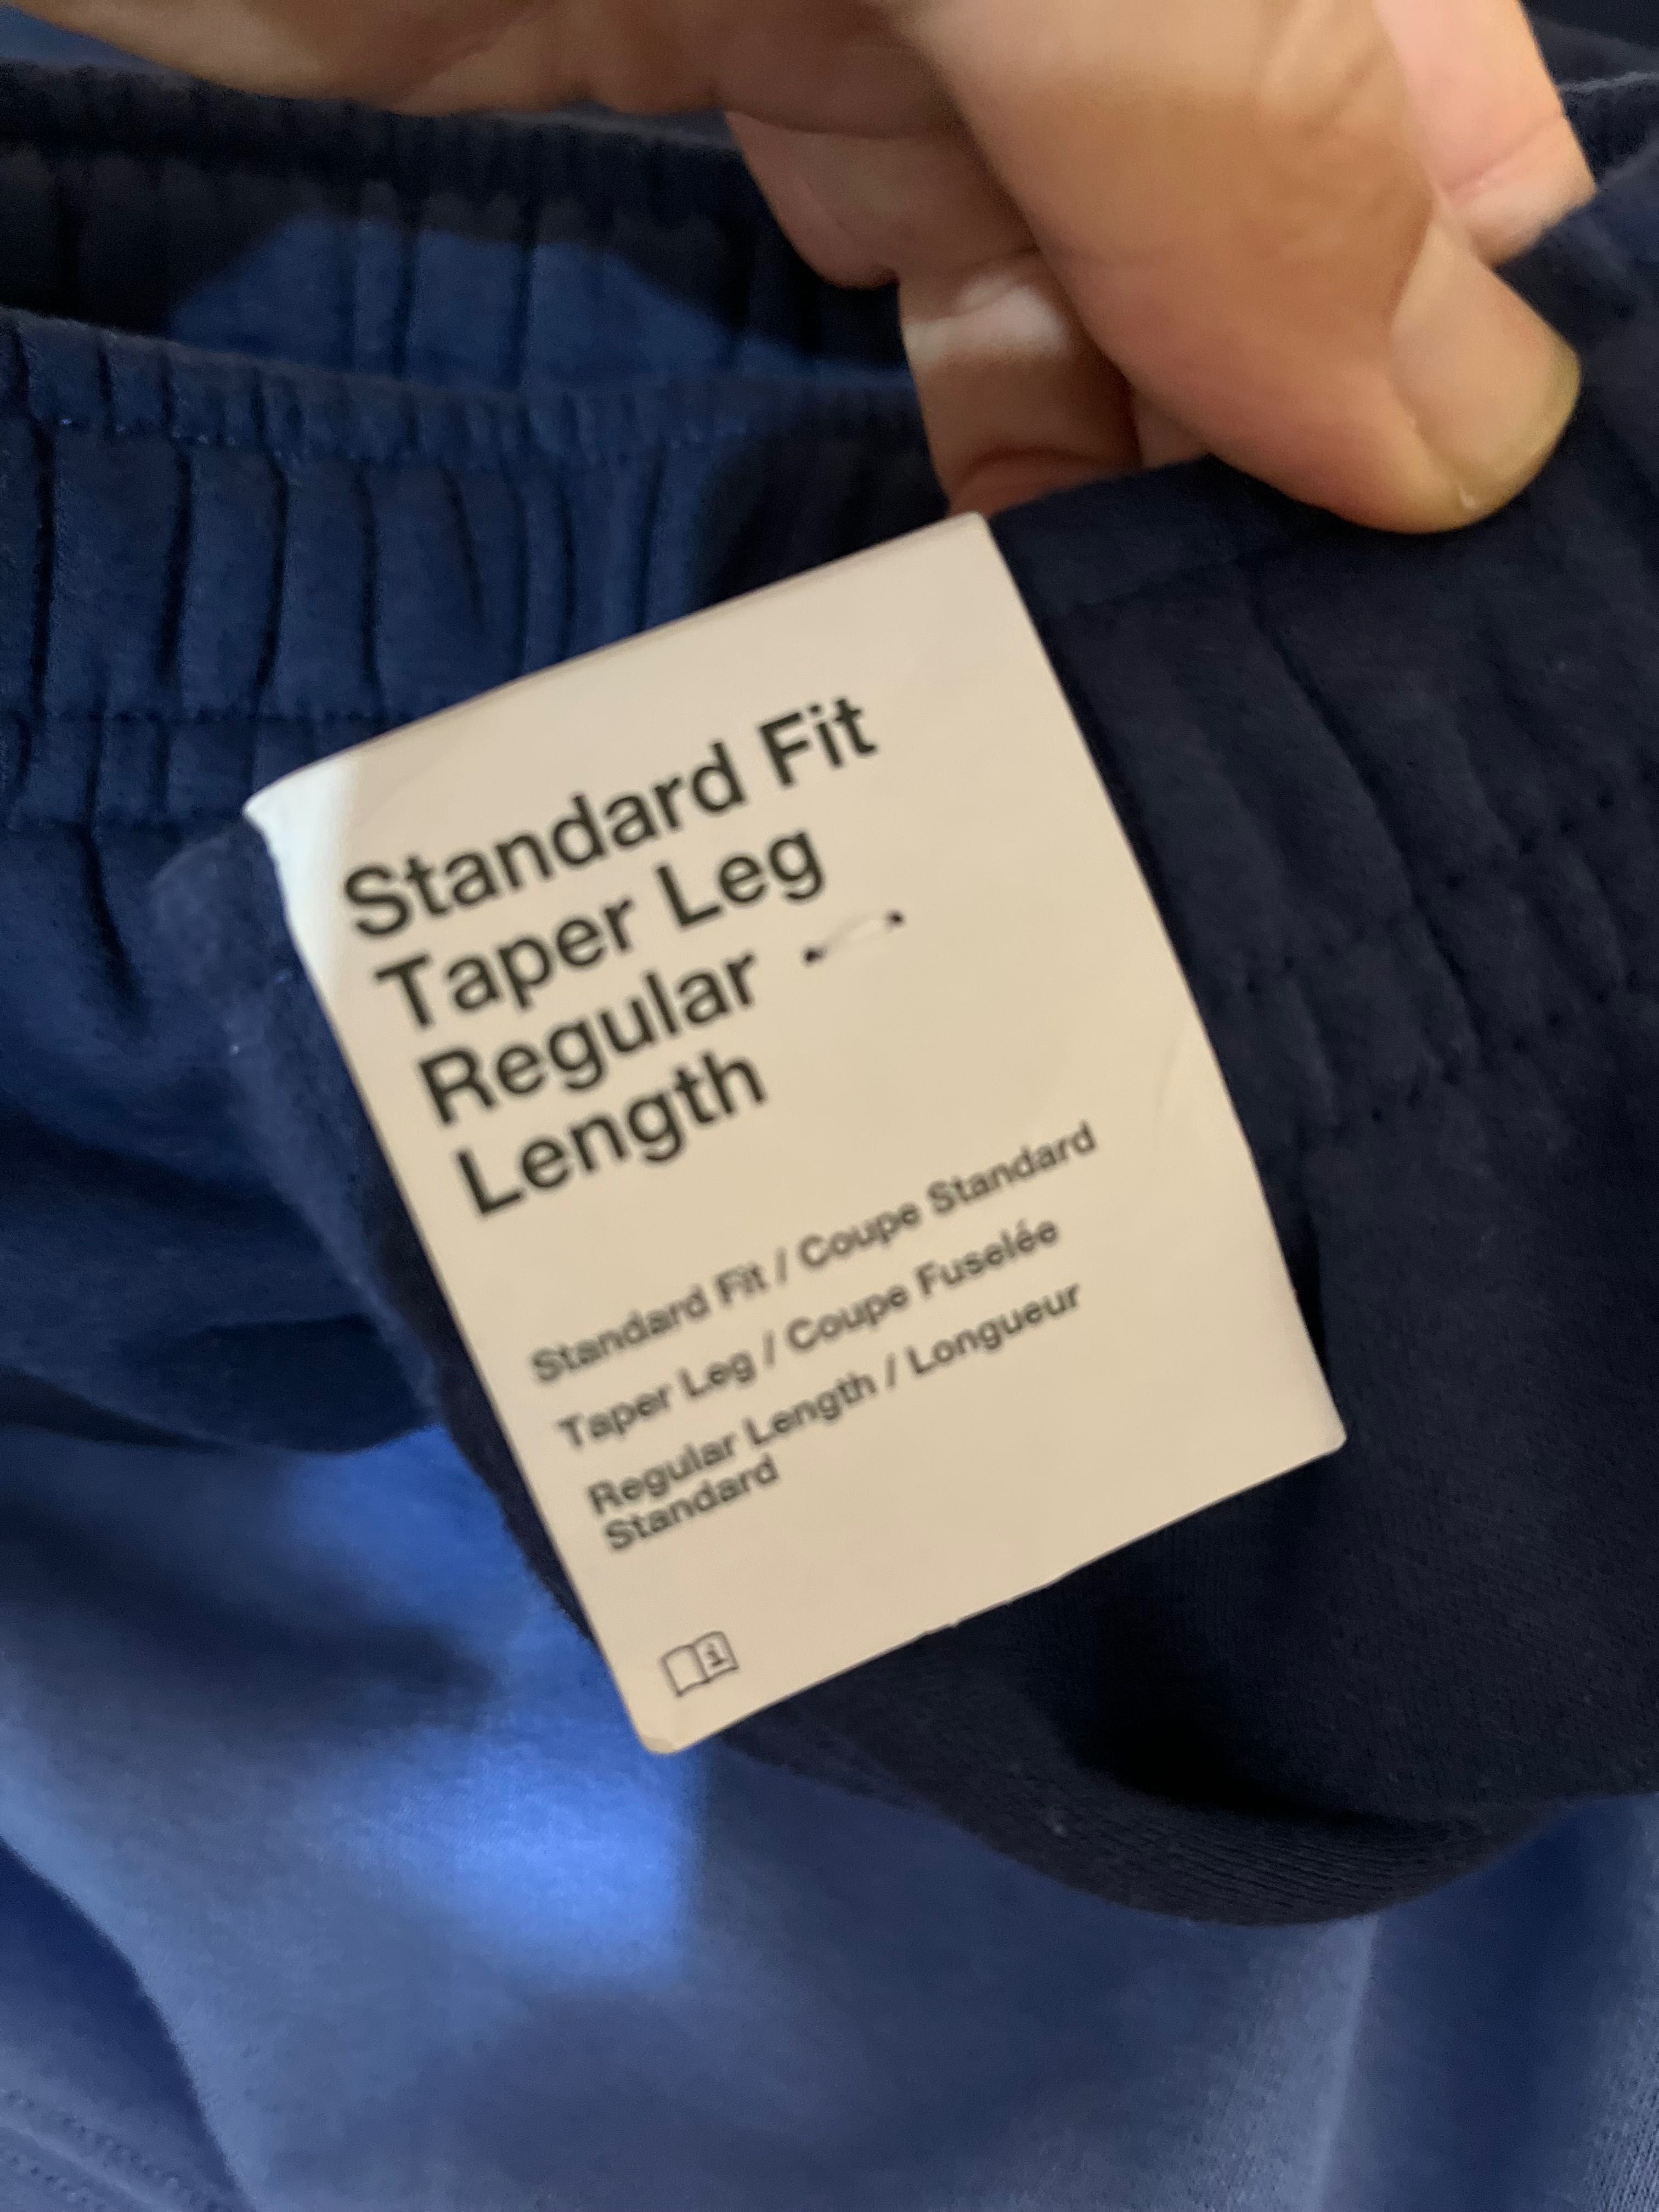 Standard Fit
Taper Leg
Regular
Length
Standard Fit / Coupe Standard
Taper Leg / Coupe Fuselée
Regular Length / Longueur
Standard
i